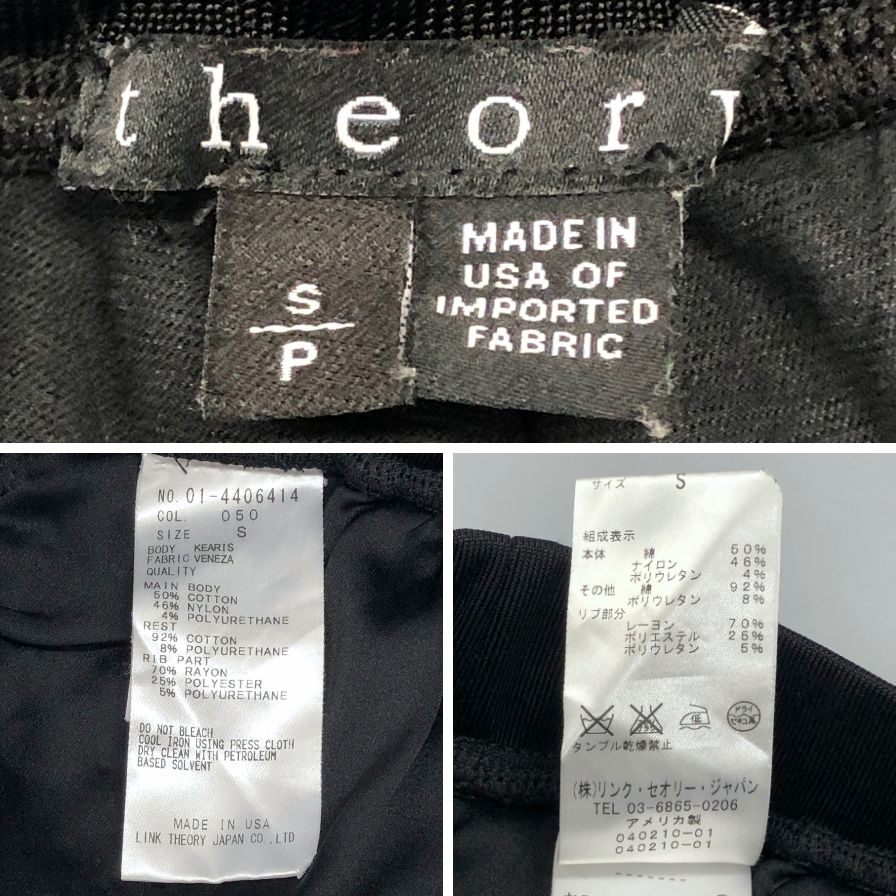 theory
S
P
MADE IN
USA OF
IMPORTED
FABRIC
NO. 01-4406414
COL. 050
SIZE S
BODY KEARIS
FABRIC VENEZA
QUALITY
MAIN BODY
50% COTTON
46% NYLON
4% POLYURETHANE
REST
92% COTTON
8% POLYURETHANE
RIB PART
70% RAYON
25% POLYESTER
5% POLYURETHANE
DO NOT BLEACH
COOL IRON USING PRESS CLOTH
DRY CLEAN WITH PETROLEUM
BASED SOLVENT
MADE IN USA
LINK THEORY JAPAN CO.,LTD
サイズ S
組成表示
本体 綿 50%
ナイロン 46%
ポリウレタン 4%
その他 綿 92%
ポリウレタン 8%
リブ部分
レーヨン 70%
ポリエステル 25%
ポリウレタン 5%
低 ドライ
セキユ系
タンブル乾燥禁止
(株)リンク・セオリー・ジャパン
TEL 03-6865-0206
アメリカ製
040210-01
040210-01